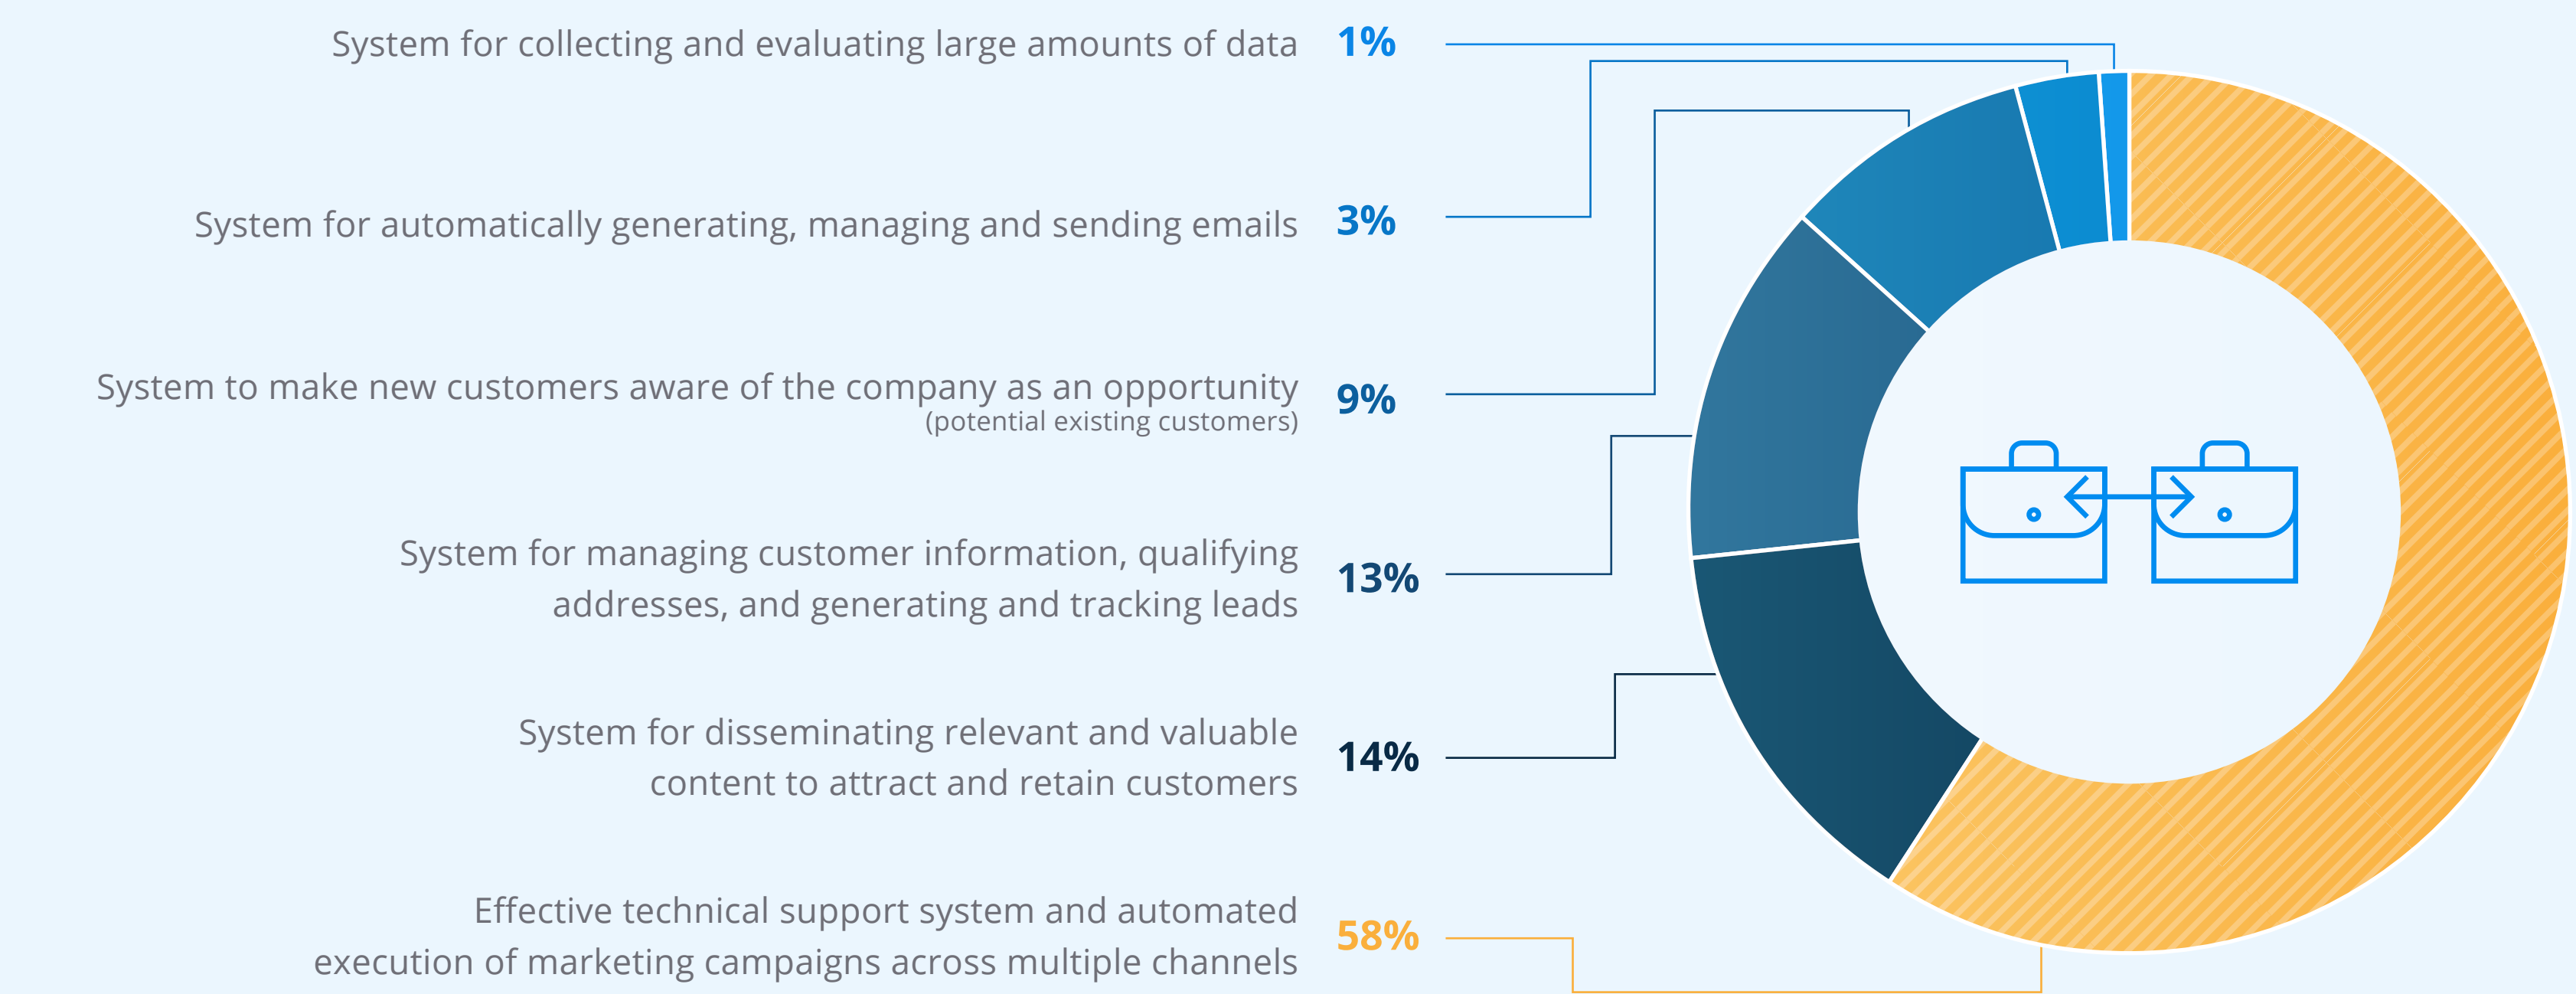 System for collecting and evaluating large amounts of data 1%
System for automatically generating, managing and sending emails 3%
System to make new customers aware of the company as an opportunity 9%
(potential existing customers)
System for managing customer information, qualifying
addresses, and generating and tracking leads
13%
System for disseminating relevant and valuable
content to attract and retain customers
14%
Effective technical support system and automated
execution of marketing campaigns across multiple channels
58%